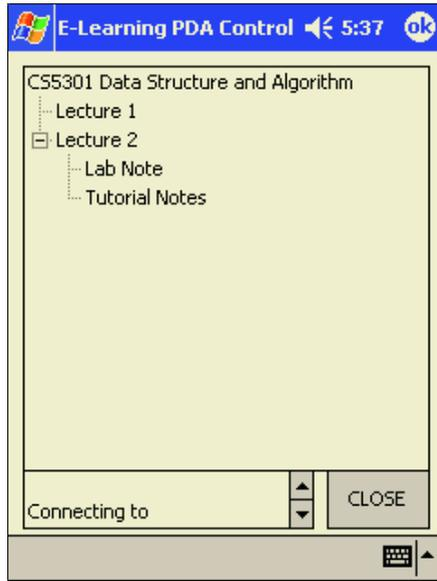 E-Learning PDA Control 5:37 ok
CS5301 Data Structure and Algorithm
Lecture 1
Lecture 2
Lab Note
Tutorial Notes
Connecting to
CLOSE